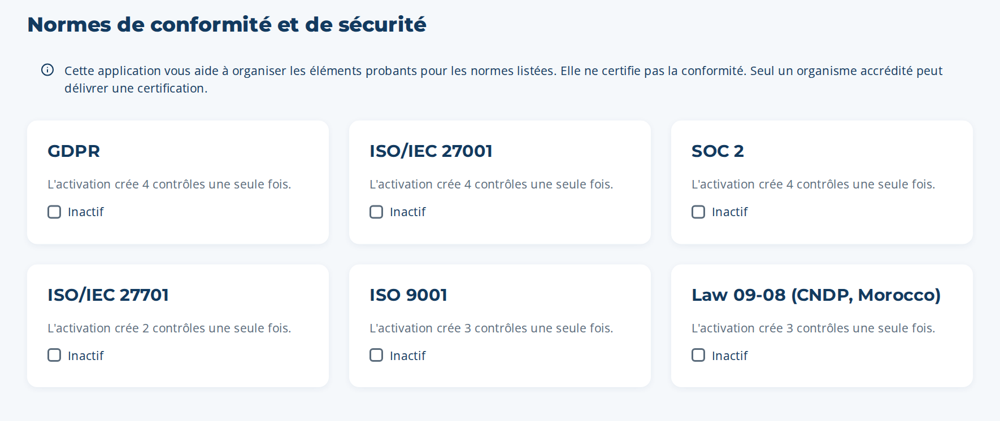 Normes de conformité et de sécurité
Cette application vous aide à organiser les éléments probants pour les normes listées. Elle ne certifie pas la conformité. Seul un organisme accrédité peut
délivrer une certification.
GDPR
L'activation crée 4 contrôles une seule fois.
Inactif
ISO/IEC 27001
L'activation crée 4 contrôles une seule fois.
Inactif
SOC 2
L'activation crée 4 contrôles une seule fois.
Inactif
ISO/IEC 27701
L'activation crée 2 contrôles une seule fois.
Inactif
ISO 9001
L'activation crée 3 contrôles une seule fois.
Inactif
Law 09-08 (CNDP, Morocco)
L'activation crée 3 contrôles une seule fois.
Inactif